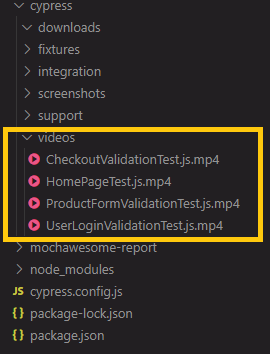 cypress
downloads
fixtures
integration
screenshots
support
videos
CheckoutValidationTest.js.mp4
HomePageTest.js.mp4
ProductFormValidationTest.js.mp4
UserLoginValidationTest.js.mp4
mochawesome-report
node_modules
JS cypress.config.js
package-lock.json
package.json